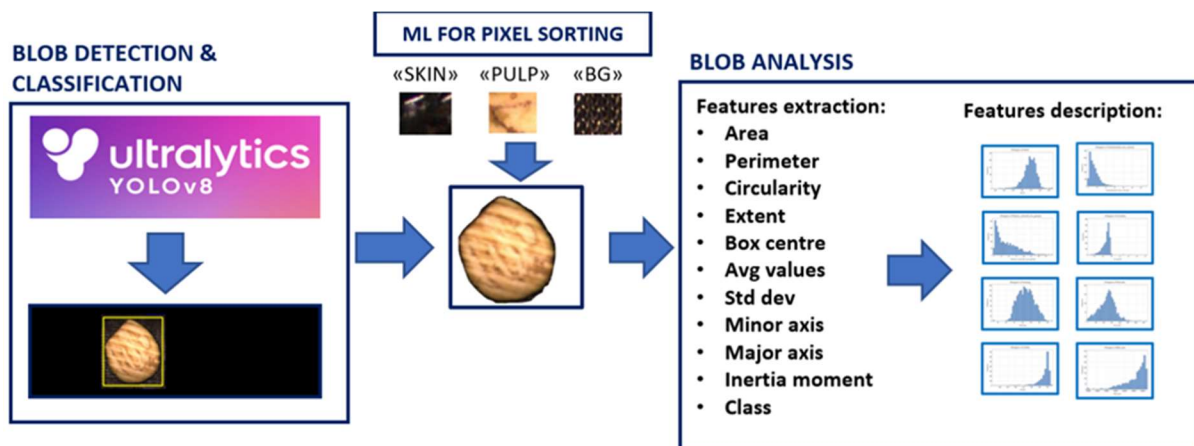 BLOB DETECTION &
CLASSIFICATION
ultralytics
YOLOv8
ML FOR PIXEL SORTING
«SKIN» «PULP» «BG»
BLOB ANALYSIS
Features extraction:
• Area
• Perimeter
• Circularity
• Extent
• Box centre
• Avg values
• Std dev
• Minor axis
• Major axis
• Inertia moment
• Class
Features description: